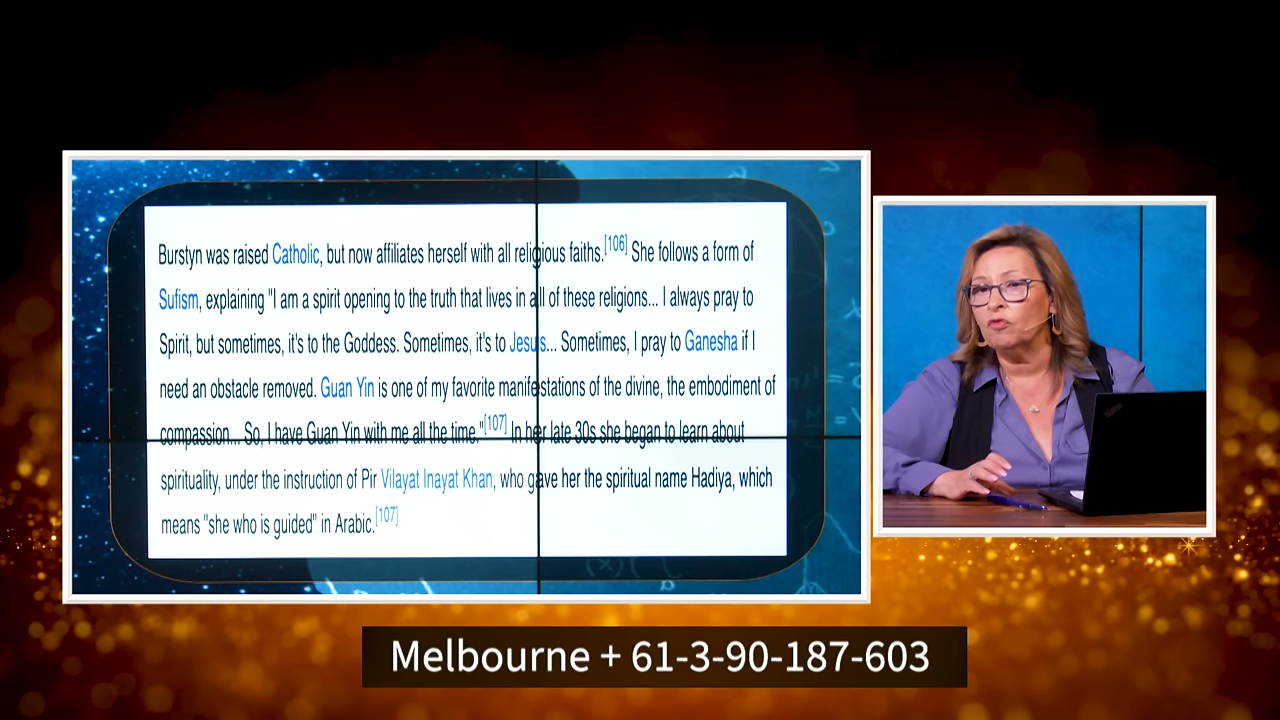 Burstyn was raised Catholic, but now affiliates herself with all religious faiths.[106] She follows a form of
Sufism, explaining "I am a spirit opening to the truth that lives in all of these religions... I always pray to
Spirit, but sometimes, it's to the Goddess. Sometimes, it's to Jesus... Sometimes, I pray to Ganesha if I
need an obstacle removed. Guan Yin is one of my favorite manifestations of the divine, the embodiment of
compassion... So, I have Guan Yin with me all the time."[107] In her late 30s she began to learn about
spirituality, under the instruction of Pir Vilayat Inayat Khan, who gave her the spiritual name Hadiya, which
means "she who is guided" in Arabic.[107]
Melbourne + 61-3-90-187-603